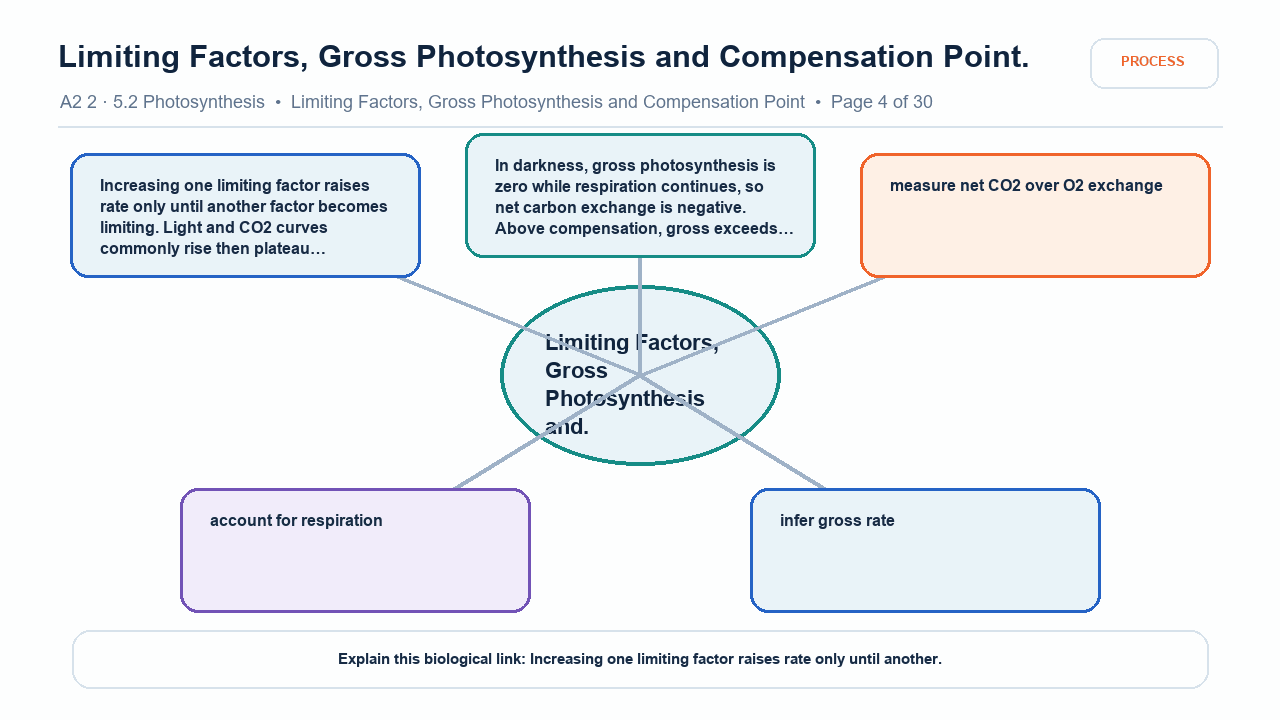 Limiting Factors, Gross Photosynthesis and Compensation Point.
PROCESS
A2 2 · 5.2 Photosynthesis • Limiting Factors, Gross Photosynthesis and Compensation Point • Page 4 of 30
Increasing one limiting factor raises
rate only until another factor becomes
limiting. Light and CO2 curves
commonly rise then plateau…
In darkness, gross photosynthesis is
zero while respiration continues, so
net carbon exchange is negative.
Above compensation, gross exceeds…
measure net CO2 over O2 exchange
Limiting Factors,
Gross
Photosynthesis
and.
account for respiration
infer gross rate
Explain this biological link: Increasing one limiting factor raises rate only until another.